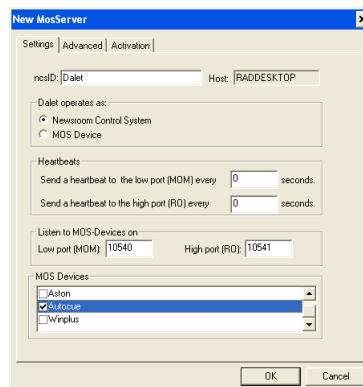 New MosServer
Settings Advanced Activation
ncsID: Dalet Host: RADDESKTOP
Dalet operates as:
Newsroom Control System
MOS Device
Heartbeats
Send a heartbeat to the low port (MOM) every 0 seconds.
Send a heartbeat to the high port (RO) every 0 seconds.
Listen to MOS-Devices on
Low port (MOM): 10540 High port (RO): 10541
MOS Devices
Aston
Autocue
Winplus
OK Cancel